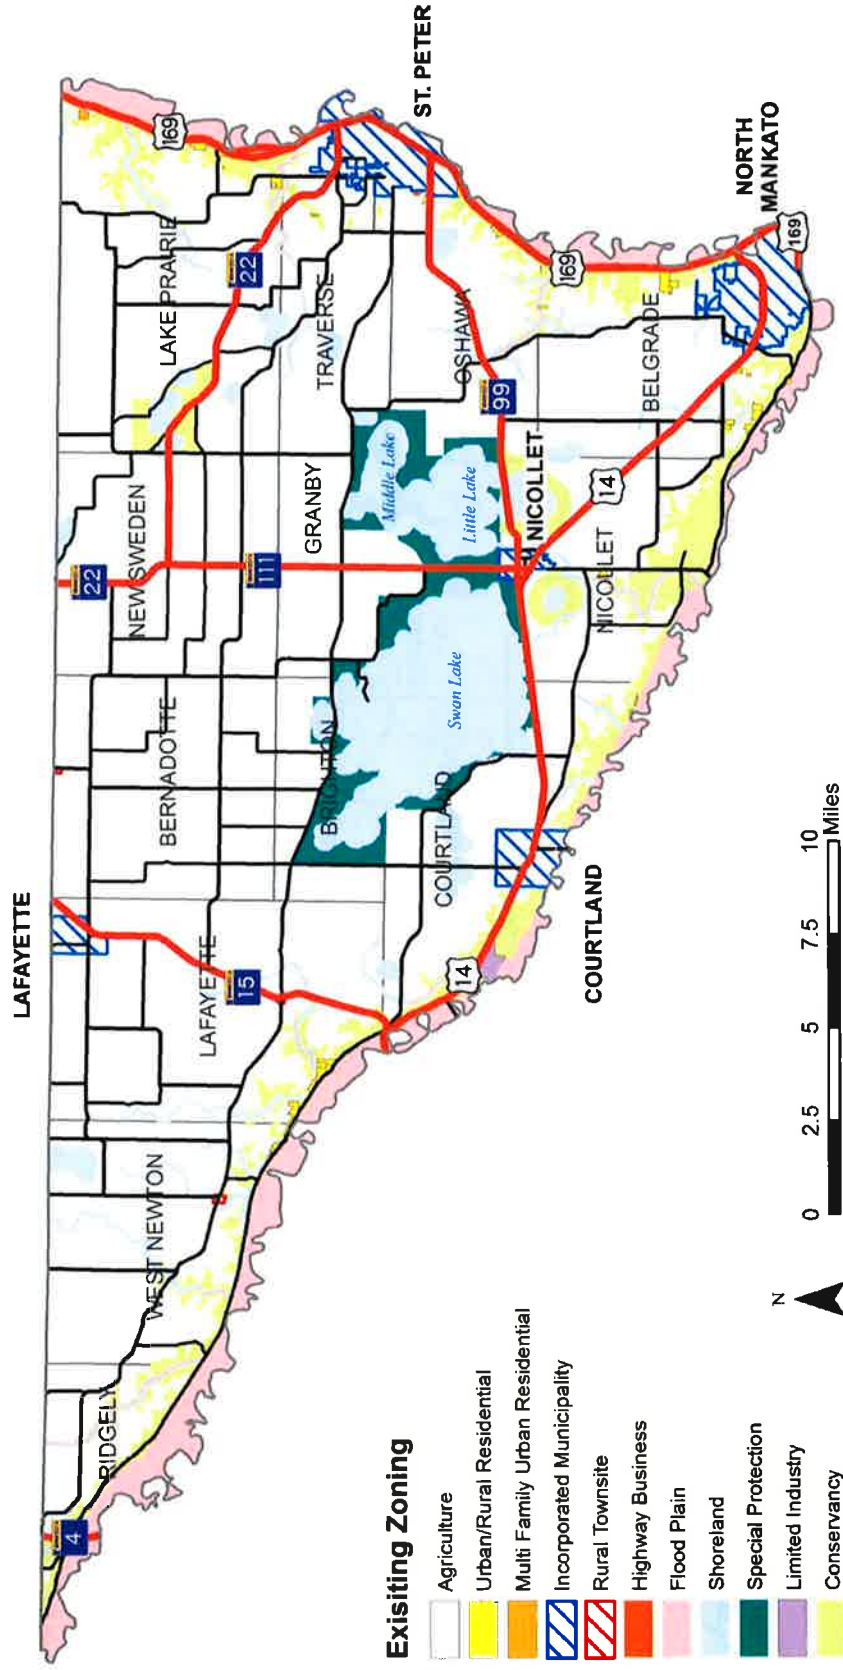 LAFAYETTE
ST. PETER
NORTH
MANKATO
COURTLAND
NICOLLET
LAKE PRAIRIE
TRAVERSE
OSHAWA
BELGRADE
NEW SWEDEN
GRANBY
NICOLLET
BERNADOTTE
BRIGHTON
COURTLAND
LAFAYETTE
WEST NEWTON
RIDGELY
Middle Lake
Little Lake
Swan Lake
169
22
169
169
99
14
22
111
15
14
4
Exisiting Zoning
Agriculture
Urban/Rural Residential
Multi Family Urban Residential
Incorporated Municipality
Rural Townsite
Highway Business
Flood Plain
Shoreland
Special Protection
Limited Industry
Conservancy
N
0 2.5 5 7.5 10
Miles